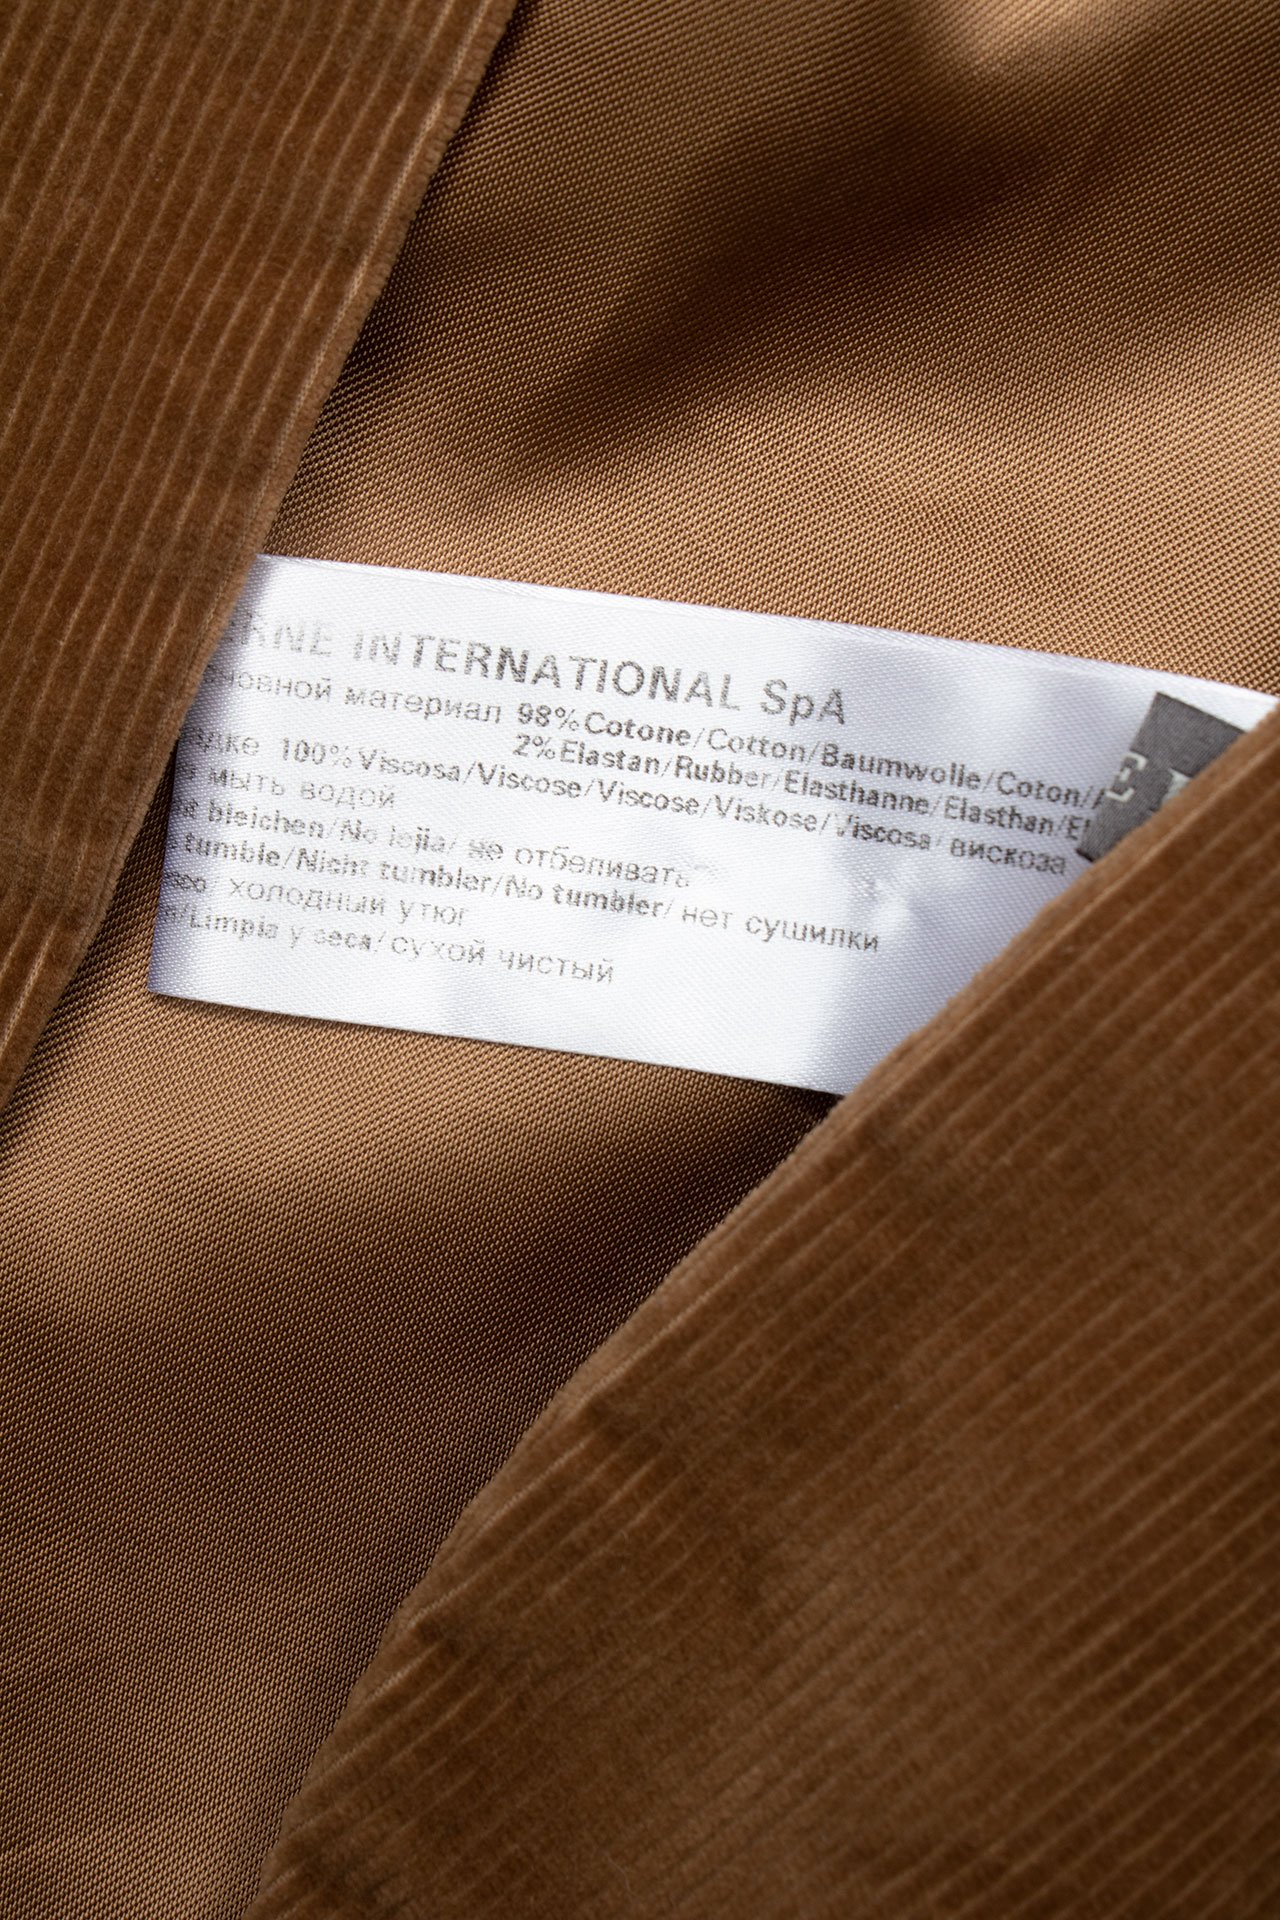 INTERNATIONAL SpA
материал 98% Cotone/Cotton/Baumwolle/Coton/
2% Elastan/Rubber/Elasthanne/Elasthan/
100% Viscosa/Viscose/Viscose/Viskose/Viscosa/вискоза
мыть водой
bleichen/No lejia/не отбеливать
tumble/Nicht tumbler/No tumbler/нет сушилки
холодный утюг
/Limpia y seca/сухой чистый